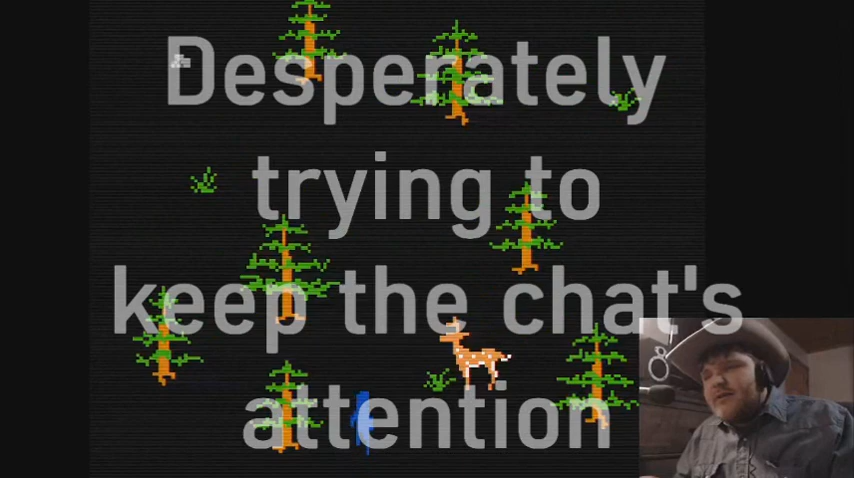 Desperately
trying to
keep the chat's
attention